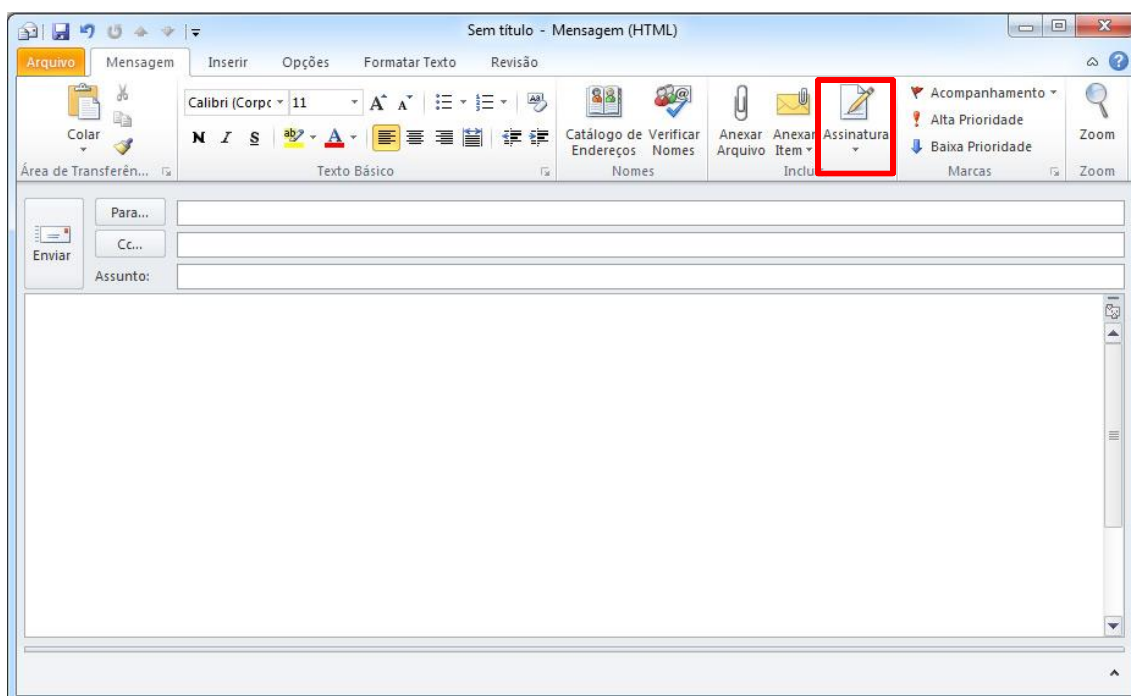 Sem título - Mensagem (HTML)
Arquivo Mensagem Inserir Opções Formatar Texto Revisão
Colar
Área de Transferên...
Calibri (Corpc 11
N I S
Texto Básico
Catálogo de Endereços
Verificar Nomes
Nomes
Anexar Arquivo
Anexar Item
Assinatura
Inclu
Acompanhamento
Alta Prioridade
Baixa Prioridade
Marcas
Zoom
Zoom
Enviar
Para...
Cc...
Assunto: